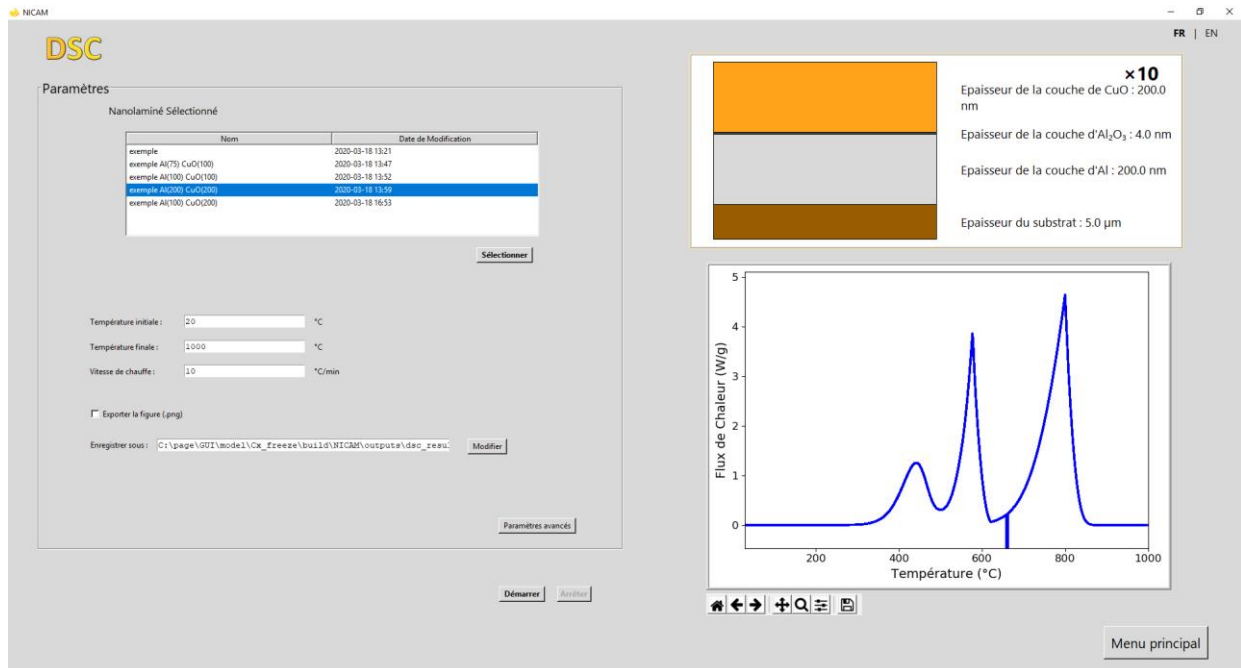 NICAM
FR | EN
DSC
Paramètres
Nanolaminé Sélectionné
Nom Date de Modification
exemple 2020-03-18 13:21
exemple Al(75) CuO(100) 2020-03-18 13:47
exemple Al(100) CuO(100) 2020-03-18 13:52
exemple Al(200) CuO(200) 2020-03-18 13:59
exemple Al(100) CuO(200) 2020-03-18 16:53
Sélectionner
Température initiale : 20 °C
Température finale : 1000 °C
Vitesse de chauffe : 10 °C/min
Exporter la figure (.png)
Enregistrer sous : C:\page\GUI\model\Cx_freeze\build\NICAM\outputs\dsc_resu Modifier
Paramètres avancés
Démarrer Arrêter
×10
Epaisseur de la couche de CuO : 200.0
nm
Epaisseur de la couche d'Al₂O₃ : 4.0 nm
Epaisseur de la couche d'Al : 200.0 nm
Epaisseur du substrat : 5.0 μm
Flux de Chaleur (W/g)
5
4
3
2
1
0
200 400 600 800 1000
Température (°C)
Menu principal